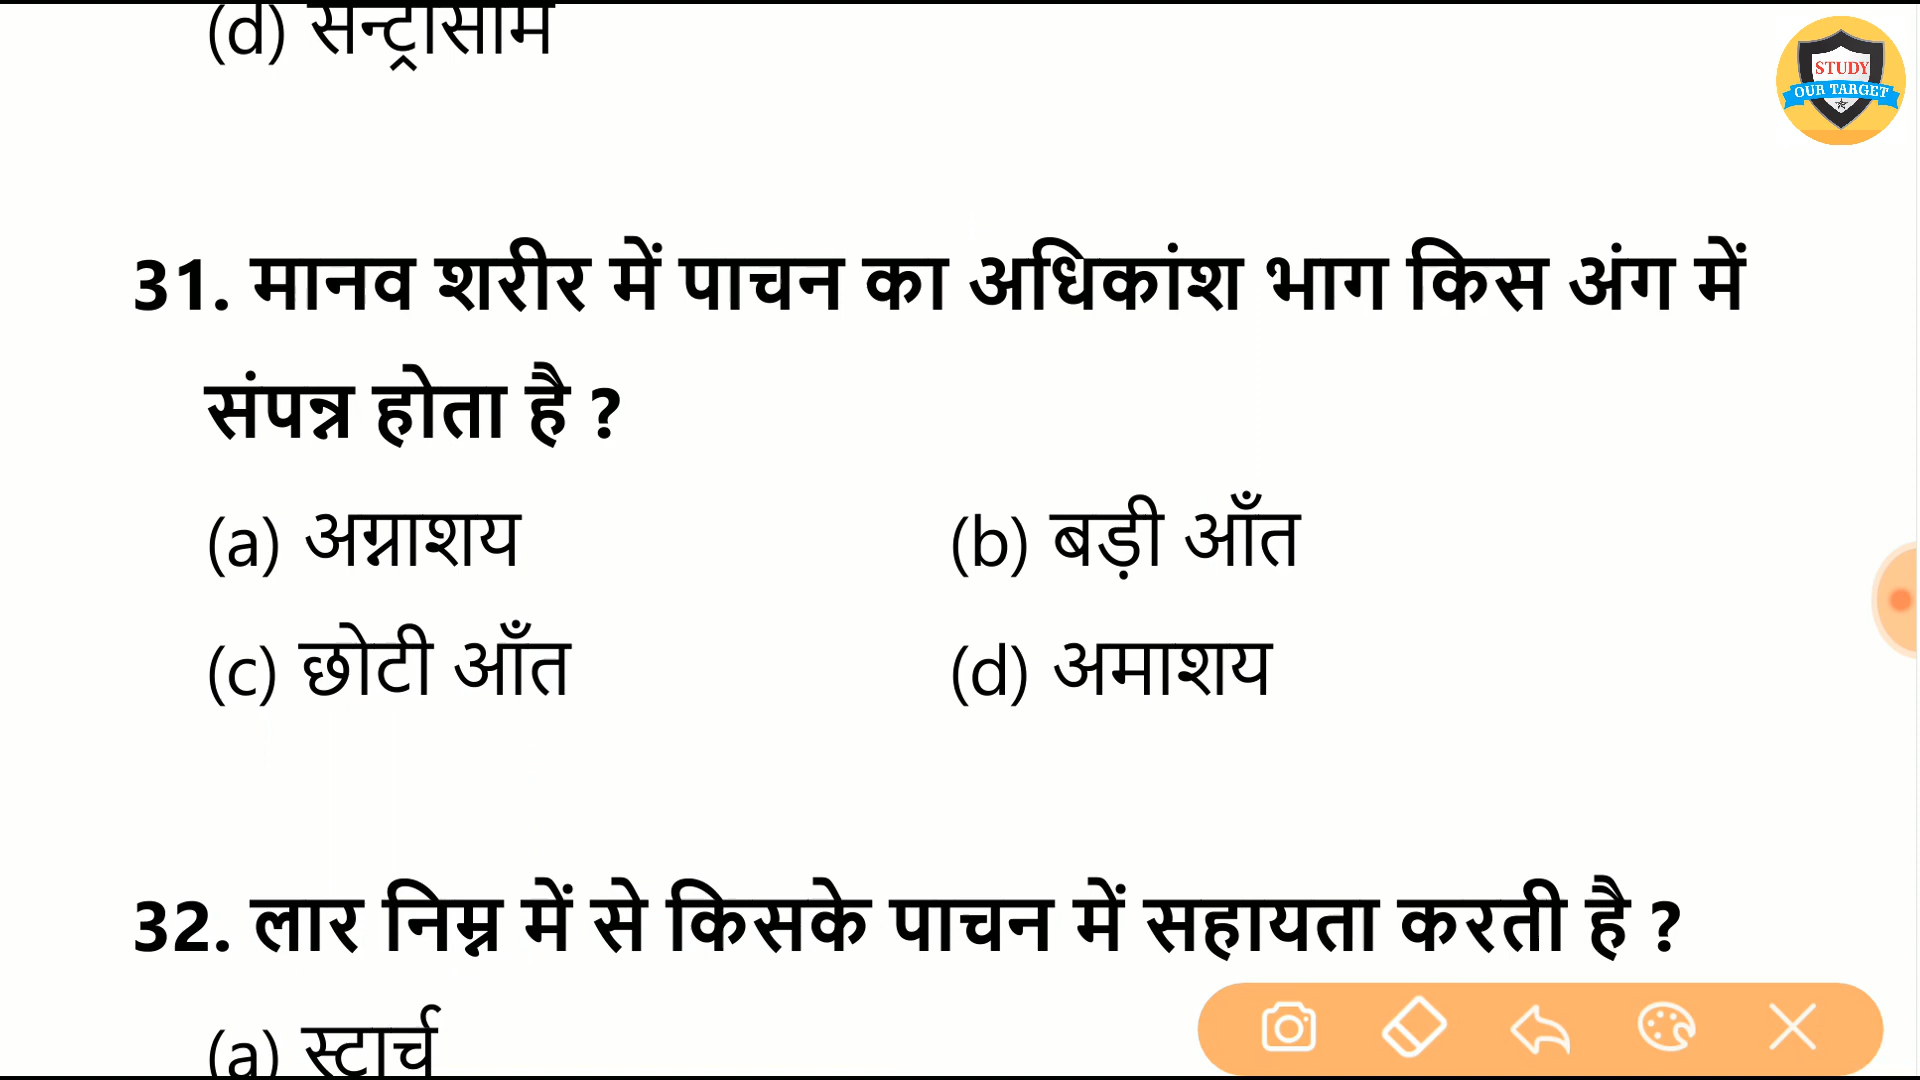 (d) सेन्ट्रोसोम
STUDY
OUR TARGET
31. मानव शरीर में पाचन का अधिकांश भाग किस अंग में
संपन्न होता है ?
(a) अग्नाशय (b) बड़ी आँत
(c) छोटी आँत (d) अमाशय
32. लार निम्न में से किसके पाचन में सहायता करती है ?
(a) स्टार्च